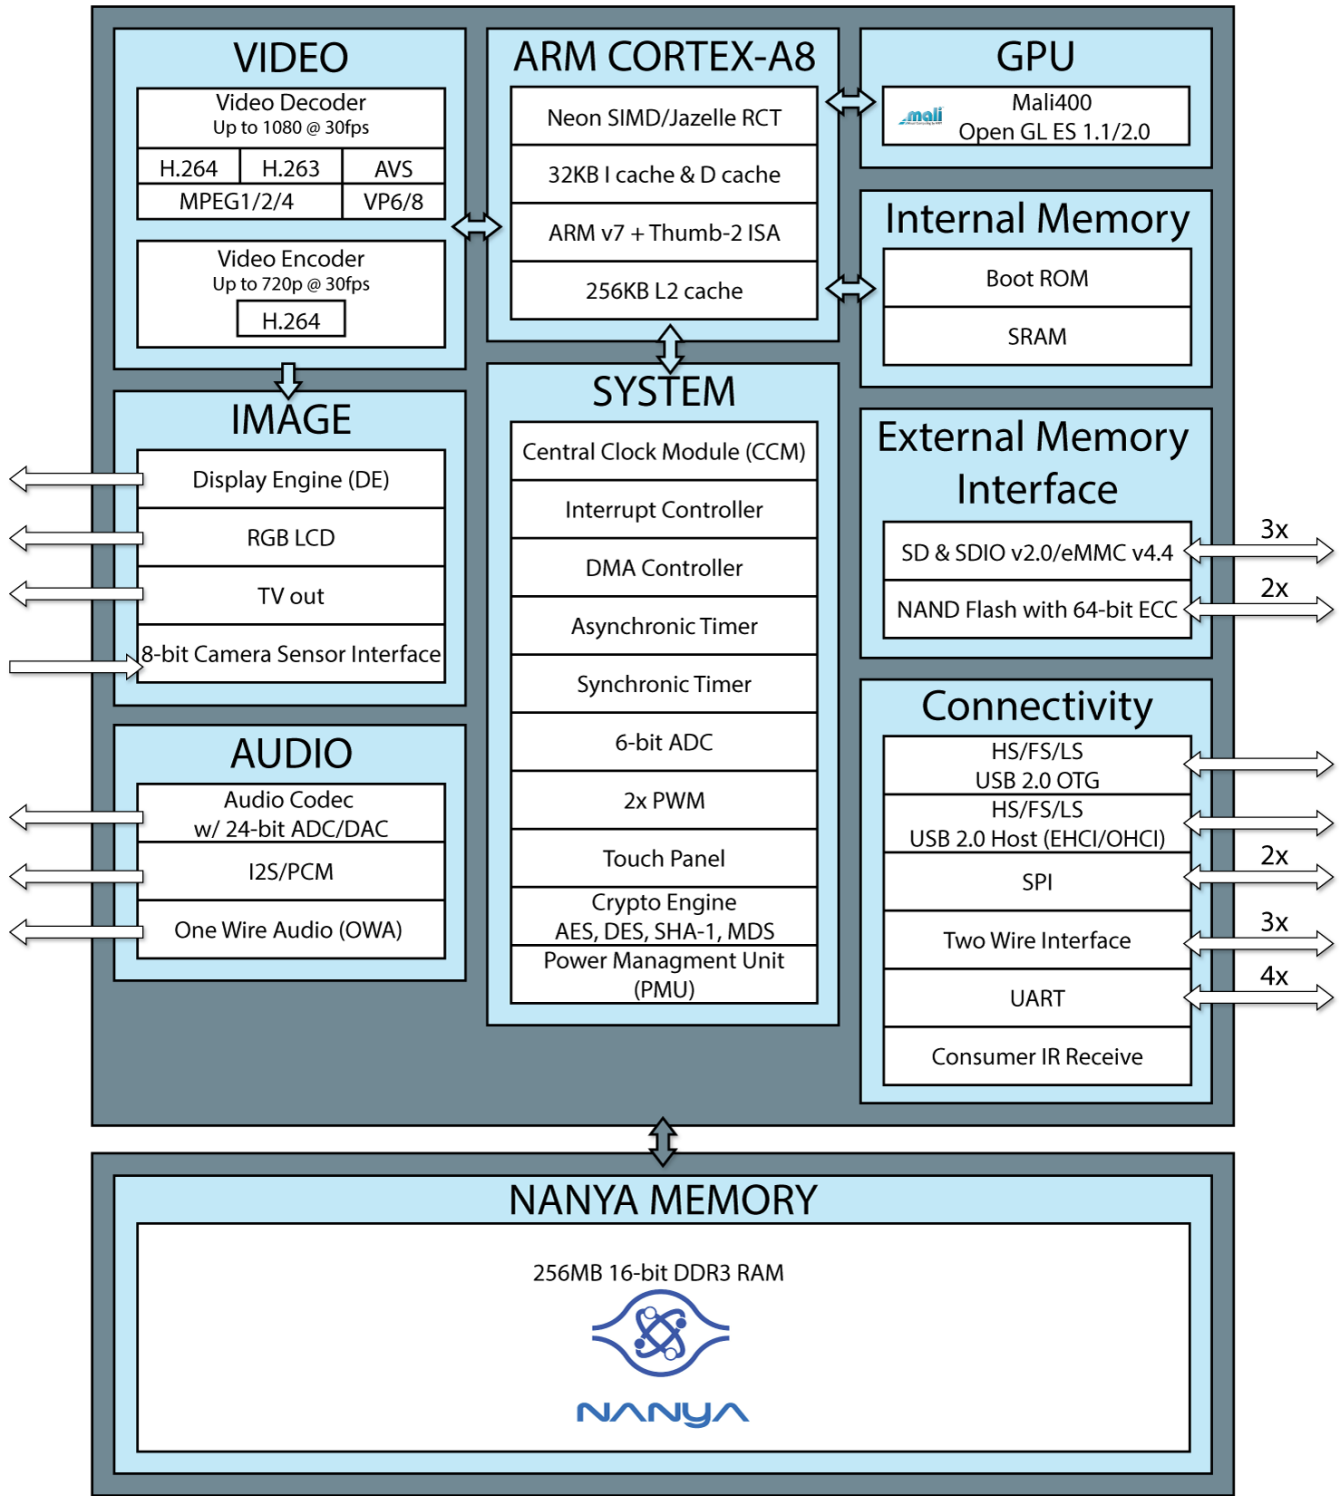 VIDEO
Video Decoder
Up to 1080 @ 30fps
H.264
H.263
AVS
MPEG1/2/4
VP6/8
Video Encoder
Up to 720p @ 30fps
H.264
ARM CORTEX-A8
Neon SIMD/Jazelle RCT
32KB I cache & D cache
ARM v7 + Thumb-2 ISA
256KB L2 cache
GPU
mali
Mali400
Open GL ES 1.1/2.0
Internal Memory
Boot ROM
SRAM
IMAGE
Display Engine (DE)
RGB LCD
TV out
8-bit Camera Sensor Interface
SYSTEM
Central Clock Module (CCM)
Interrupt Controller
DMA Controller
Asynchronic Timer
Synchronic Timer
6-bit ADC
2x PWM
Touch Panel
Crypto Engine
AES, DES, SHA-1, MDS
Power Managment Unit
(PMU)
External Memory
Interface
SD & SDIO v2.0/eMMC v4.4
3x
NAND Flash with 64-bit ECC
2x
AUDIO
Audio Codec
w/ 24-bit ADC/DAC
I2S/PCM
One Wire Audio (OWA)
Connectivity
HS/FS/LS
USB 2.0 OTG
HS/FS/LS
USB 2.0 Host (EHCI/OHCI)
SPI
2x
Two Wire Interface
3x
UART
4x
Consumer IR Receive
NANYA MEMORY
256MB 16-bit DDR3 RAM
NANYA